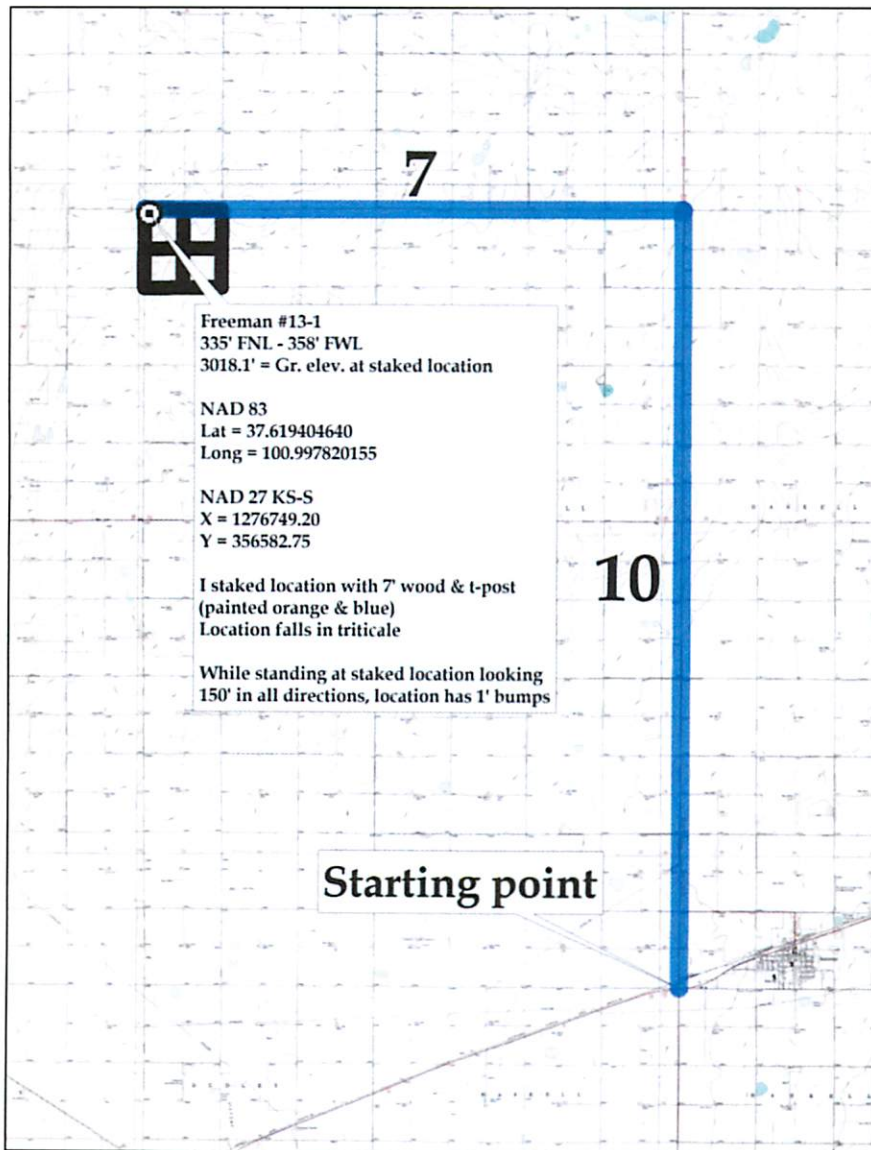 7
Freeman #13-1
335' FNL - 358' FWL
3018.1' = Gr. elev. at staked location
NAD 83
Lat = 37.619404640
Long = 100.997820155
NAD 27 KS-S
X = 1276749.20
Y = 356582.75
I staked location with 7' wood & t-post
(painted orange & blue)
Location falls in triticale
While standing at staked location looking
150' in all directions, location has 1' bumps
10
Starting point